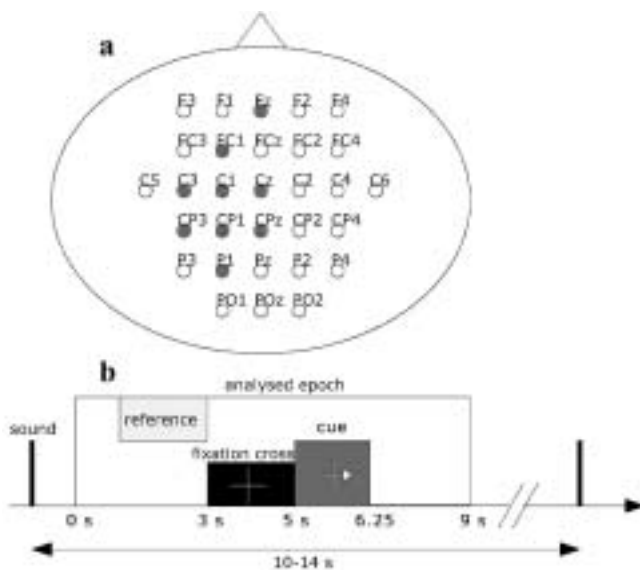 a
F3 F1 Fz F2 F4
FC3 FC1 FCz FC2 FC4
C5 C3 C1 Cz C2 C4 C6
CP3 CP1 CPz CP2 CP4
P3 P1 Pz P2 P4
PO1 POz PO2
b
analysed epoch
reference
sound
cue
fixation cross
0 s 3 s 5 s 6.25 9 s
10-14 s